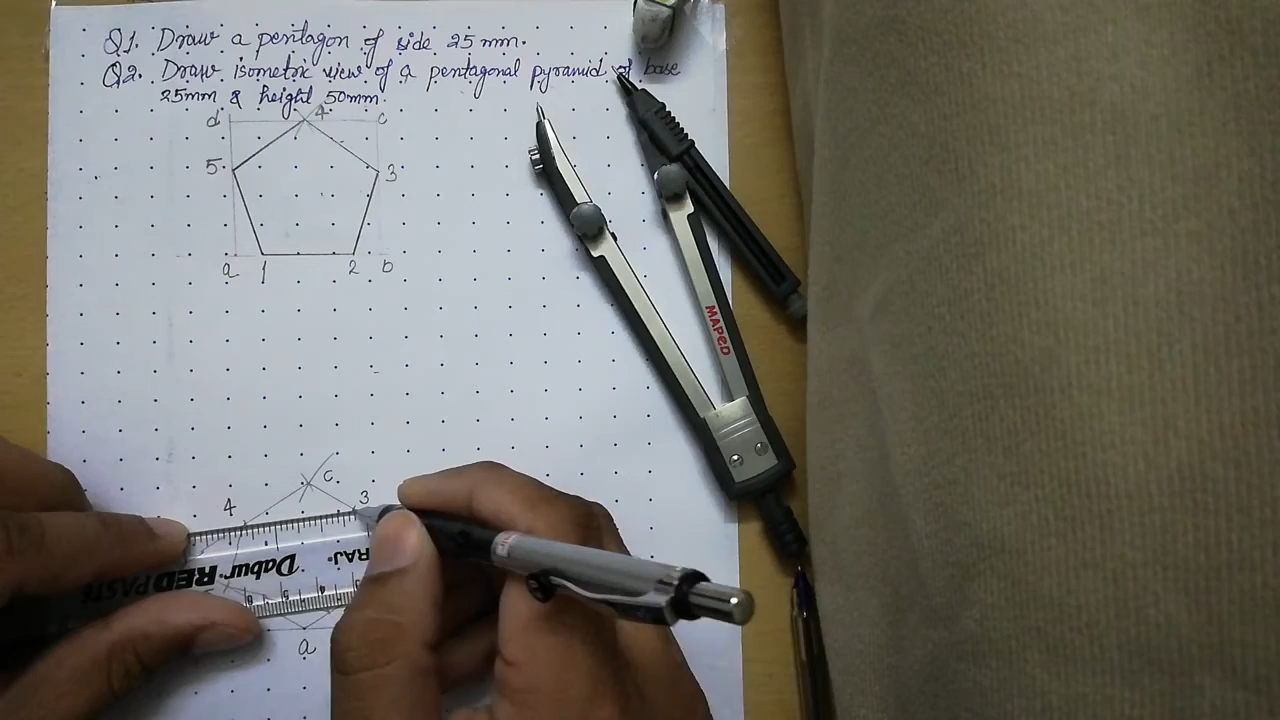 Q1. Draw a pentagon of side 25 mm.
Q2. Draw isometric view of a pentagonal pyramid of base
25mm & height 50mm.
d 4 c
5 3
a 1 2 b
MAPED
c
4 3
Dabur RED PASTE
a